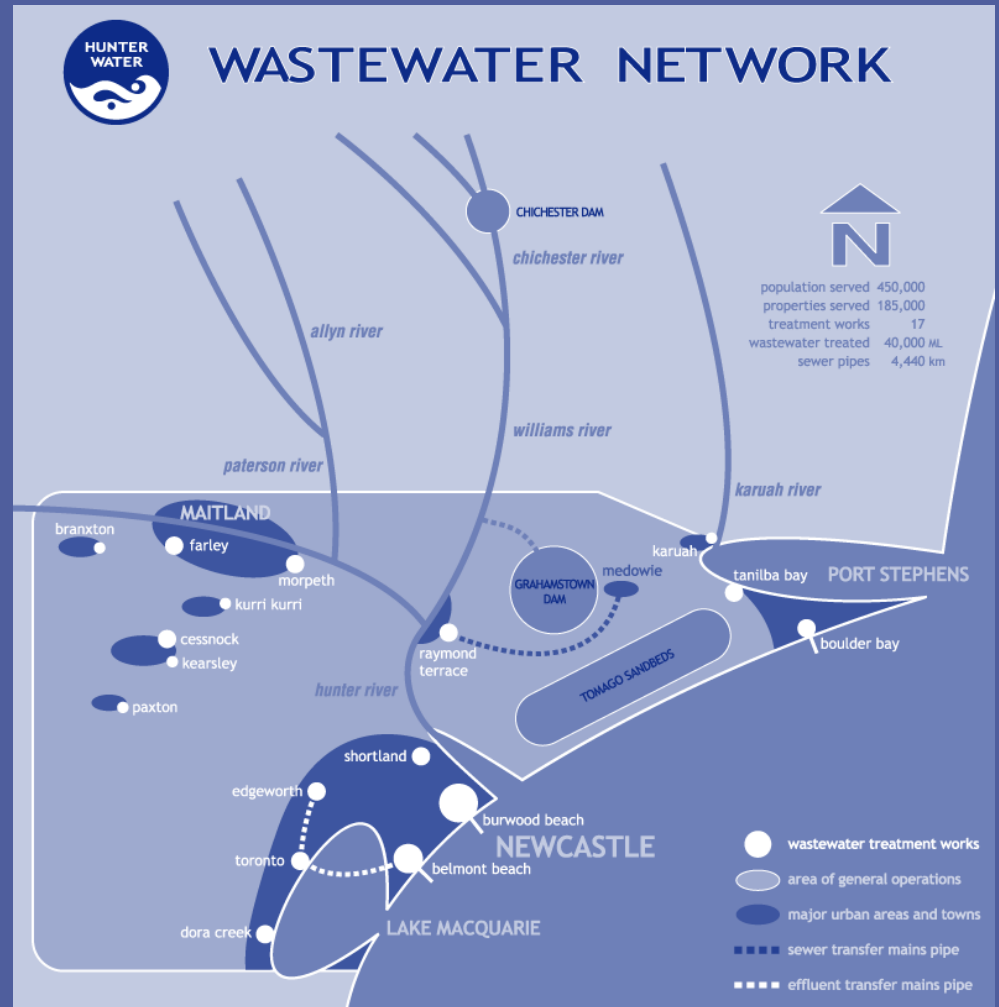 HUNTER
WATER
WASTEWATER NETWORK
CHICHESTER DAM
chichester river
N
population served 450,000
properties served 185,000
treatment works 17
wastewater treated 40,000 ML
sewer pipes 4,440 km
allyn river
williams river
paterson river
karuah river
MAITLAND
branxton
farley
morpeth
karuah
tanilba bay
PORT STEPHENS
medowie
GRAHAMSTOWN
DAM
kurri kurri
cessnock
kearsley
raymond
terrace
boulder bay
TOMAGO SANDBEDS
hunter river
paxton
shortland
edgeworth
burwood beach
NEWCASTLE
toronto
belmont beach
dora creek
LAKE MACQUARIE
wastewater treatment works
area of general operations
major urban areas and towns
sewer transfer mains pipe
effluent transfer mains pipe